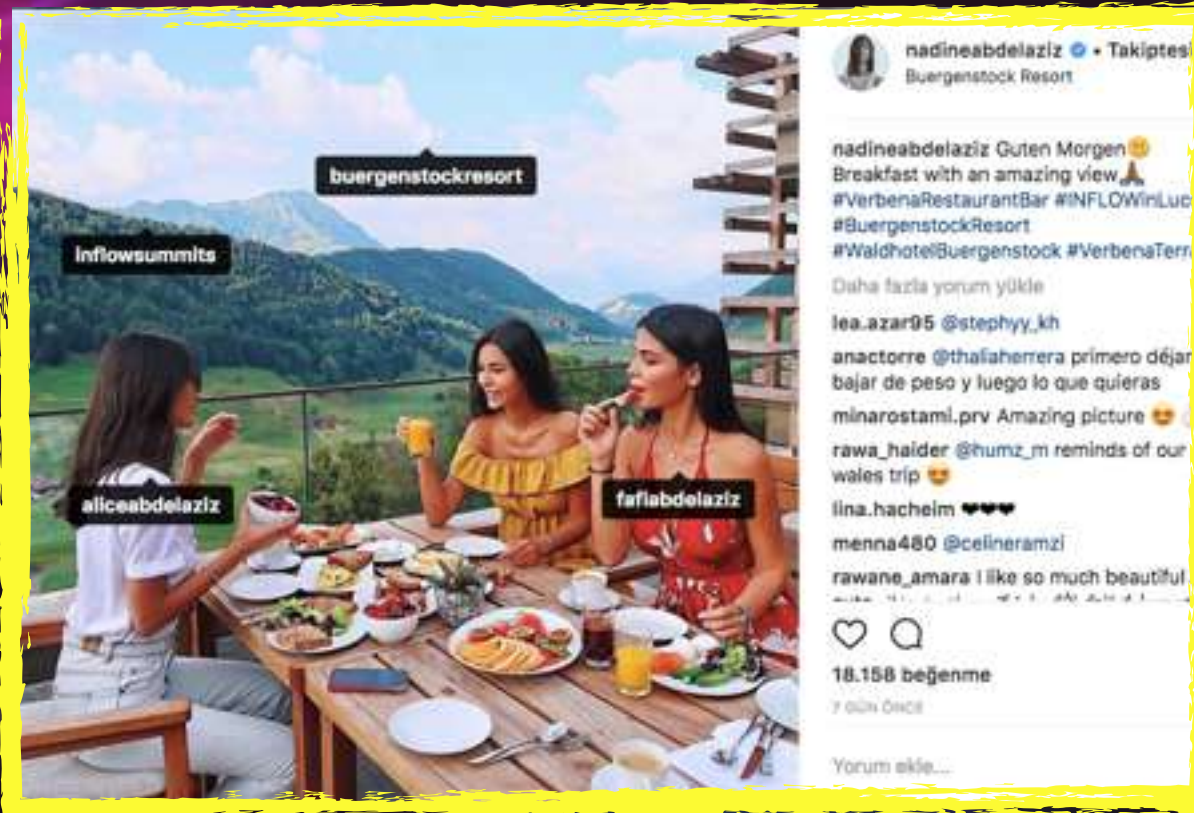 buergenstockresort
inflowsummits
aliceabdelaziz
fafiabdelaziz
nadineabdelaziz • Takiptesi
Buergenstock Resort
nadineabdelaziz Guten Morgen
Breakfast with an amazing view
#VerbenaRestaurantBar #INFLOWinLuc
#BuergenstockResort
#WaldhotelBuergenstock #VerbenaTerr
Daha fazla yorum yükle
lea.azar95 @stephyy_kh
anactorre @thaliaherrera primero déjar
bajar de peso y luego lo que quieras
minarostami.prv Amazing picture 😍
rawa_haider @humz_m reminds of our
wales trip 😍
lina.hacheim ❤❤❤
menna480 @celineramzi
rawane_amara I like so much beautiful
18.158 beğenme
7 GÜN ÖNCE
Yorum ekle...